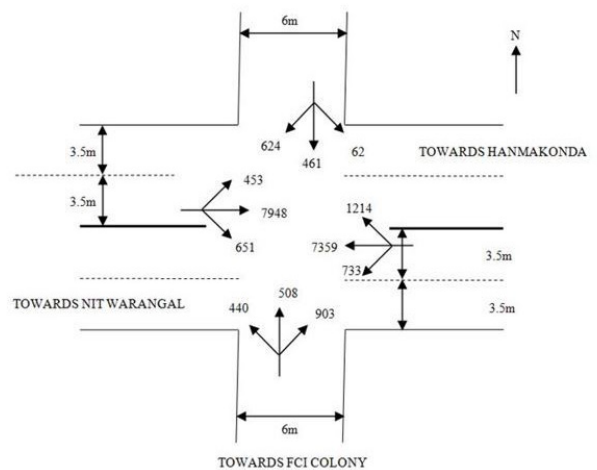 6m
N
3.5m
624
461
62
TOWARDS HANMAKONDA
3.5m
453
7948
651
1214
7359
733
3.5m
TOWARDS NIT WARANGAL
440
508
903
3.5m
6m
TOWARDS FCI COLONY